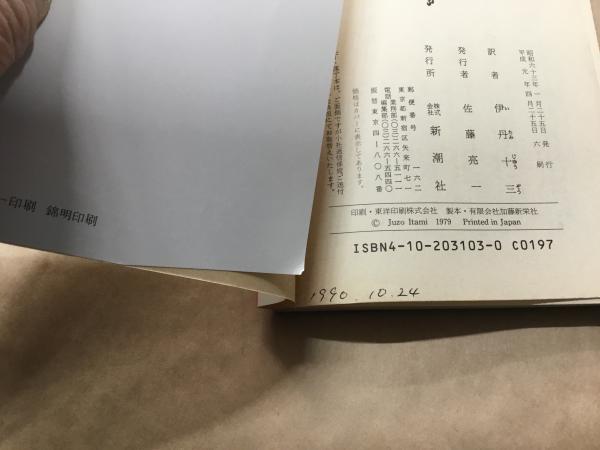 昭和六十三年一月二十五日発行
平成元年四月二十五日六刷
訳者 伊丹十三
発行者 佐藤亮一
発行所 株式会社 新潮社
郵便番号 一六二
東京都新宿区矢来町七一
電話 業務部(〇三)二六六-五一一一
編集部(〇三)二六六-五四四〇
振替 東京四-八〇八番
価格はカバーに表示してあります。
印刷・東洋印刷株式会社 製本・有限会社加藤新栄社
© Juzo Itami 1979 Printed in Japan
ISBN4-10-203103-0 C0197
1990.10.24
ー印刷 錦明印刷